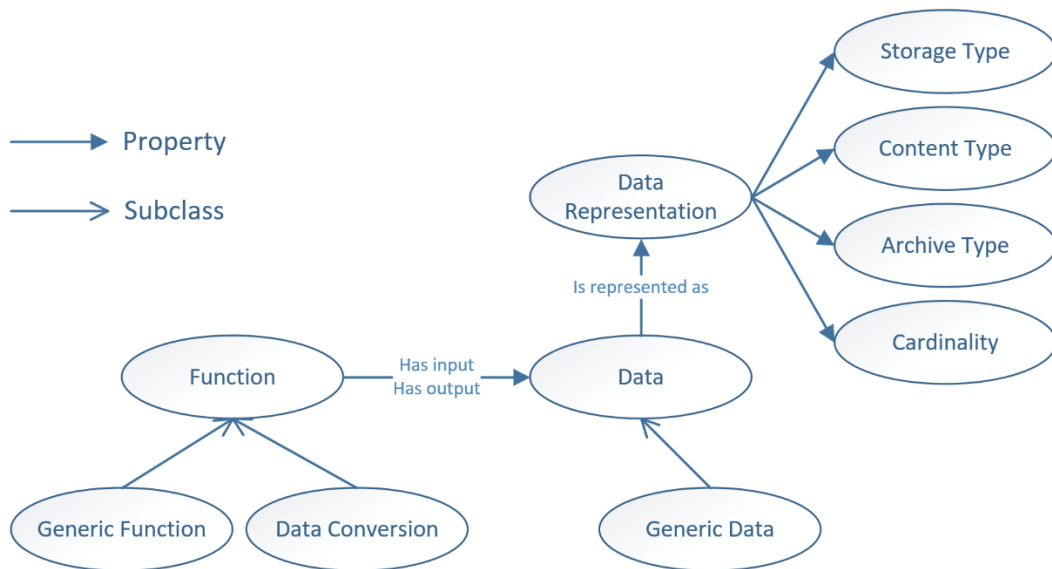 Storage Type
Property
Content Type
Subclass
Data
Representation
Archive Type
Is represented as
Cardinality
Function
Has input
Has output
Data
Generic Function
Data Conversion
Generic Data